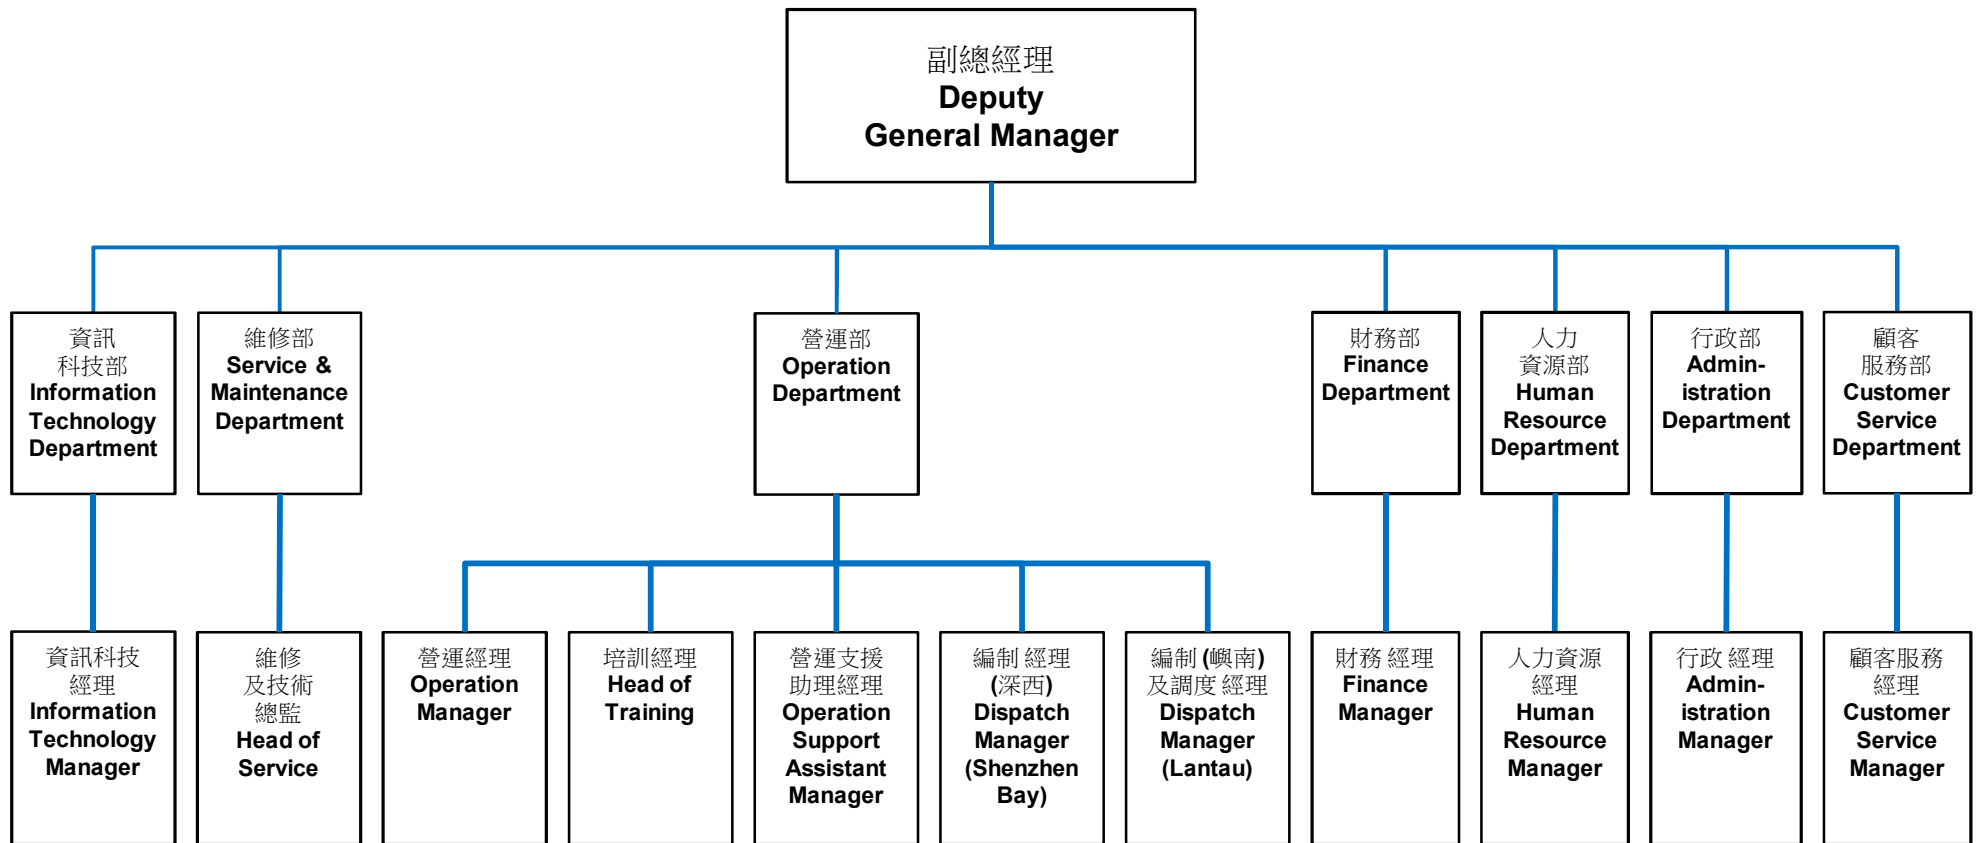 副總經理
Deputy
General Manager
資訊
科技部
Information
Technology
Department
維修部
Service &
Maintenance
Department
營運部
Operation
Department
財務部
Finance
Department
人力
資源部
Human
Resource
Department
行政部
Admin-
istration
Department
顧客
服務部
Customer
Service
Department
資訊科技
經理
Information
Technology
Manager
維修
及技術
總監
Head of
Service
營運經理
Operation
Manager
培訓經理
Head of
Training
營運支援
助理經理
Operation
Support
Assistant
Manager
編制 經理
(深西)
Dispatch
Manager
(Shenzhen
Bay)
編制 (嶼南)
及調度 經理
Dispatch
Manager
(Lantau)
財務 經理
Finance
Manager
人力資源
經理
Human
Resource
Manager
行政 經理
Admin-
istration
Manager
顧客服務
經理
Customer
Service
Manager